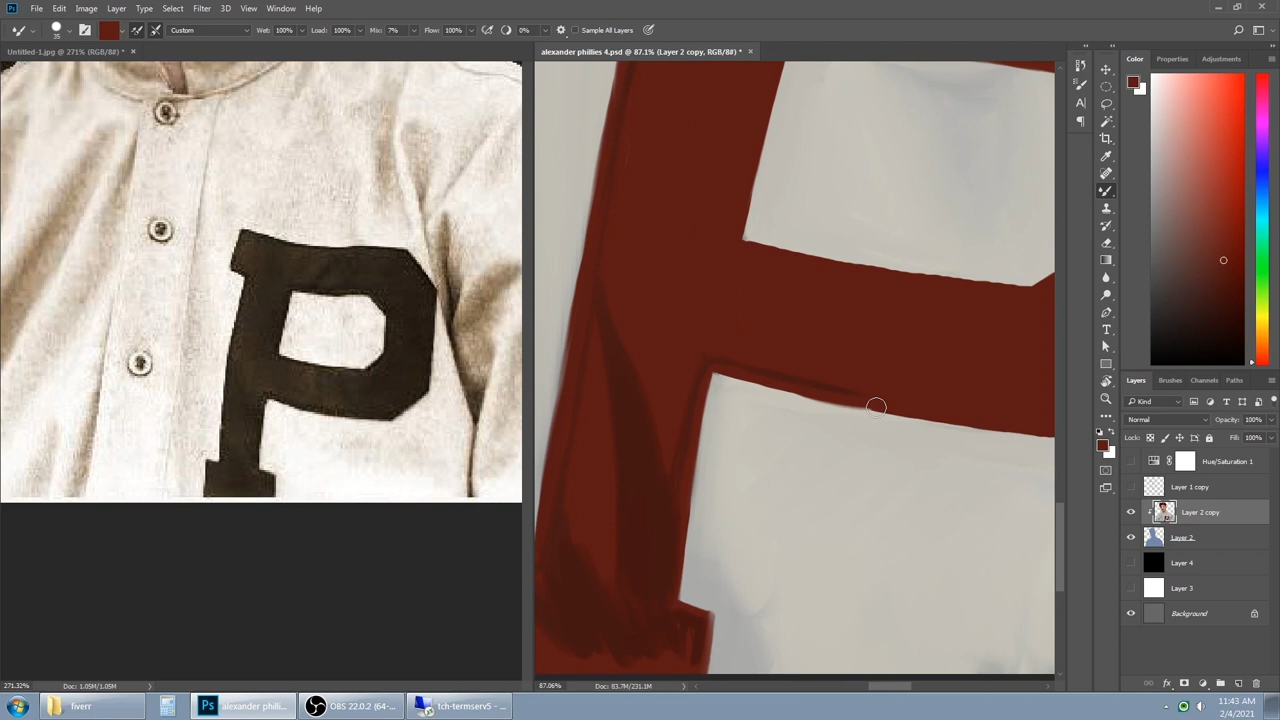 File Edit Image Layer Type Select Filter 3D View Window Help
35 Custom Wet: 100% Load: 100% Mix: 7% Flow: 100% 0% Sample All Layers
Untitled-1.jpg @ 271% (RGB/8#) *
alexander phillies 4.psd @ 87.1% (Layer 2 copy, RGB/8#) *
Color Properties Adjustments
P
Layers Brushes Channels Paths
Kind
Normal Opacity: 100%
Lock: Fill: 100%
Hue/Saturation 1
Layer 1 copy
Layer 2 copy
Layer 2
Layer 4
Layer 3
Background
271.32% Doc: 1.05M/1.05M
87.06% Doc: 83.7M/231.1M
fiverr
alexander philli...
OBS 22.0.2 (64-...
tch-termserv5 - ...
11:43 AM
2/4/2021